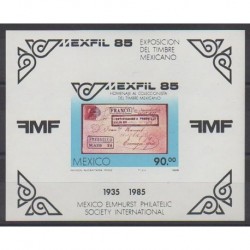 MEXFIL 85
EXPOSICION
DEL TIMBRE
MEXICANO
MEXFIL 85
HOMENAJE AL COLECCIONISTA
DEL TIMBRE MEXICANO
FRANCO
FMF
FMF
MEXICO
90.00
1935 1985
MEXICO ELMHURST PHILATELIC
SOCIETY INTERNATIONAL